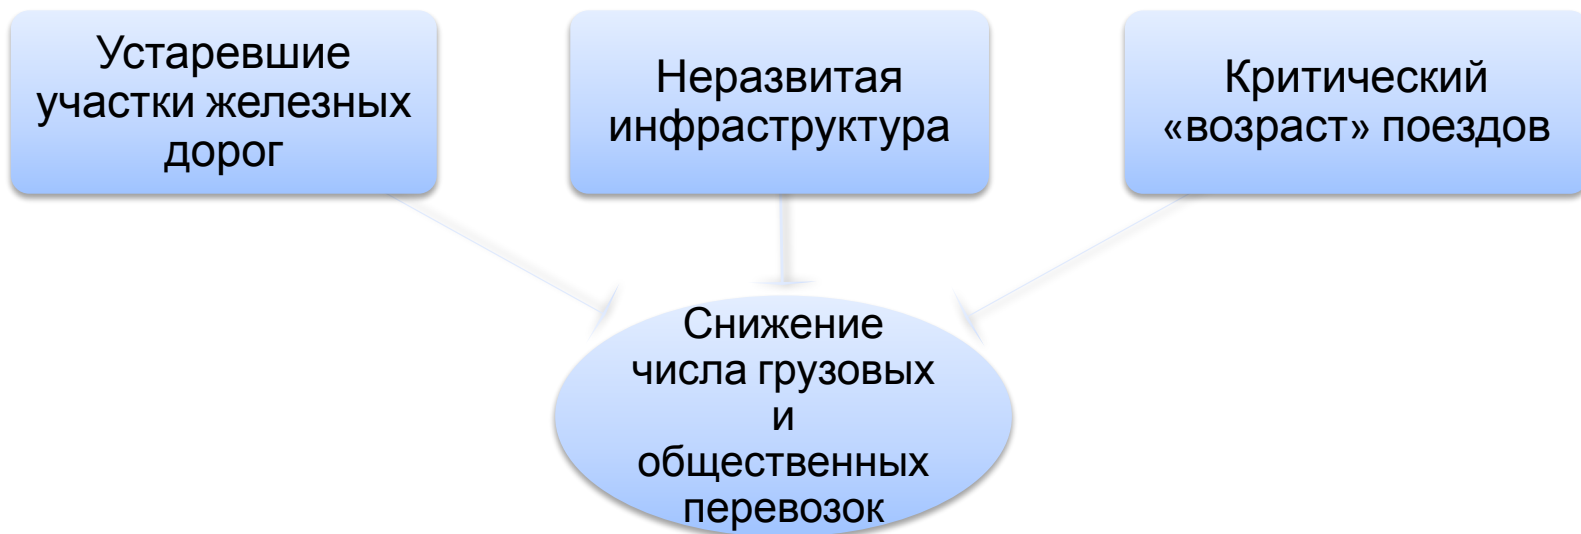 Устаревшие
участки железных
дорог
Неразвитая
инфраструктура
Критический
«возраст» поездов
Снижение
числа грузовых
и
общественных
перевозок